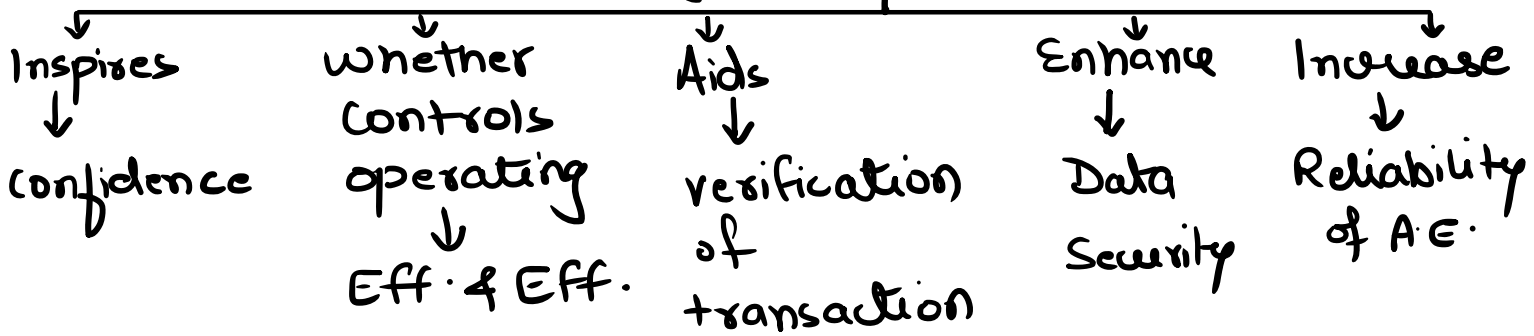 Inspires
confidence
Whether
controls
operating
Eff. & Eff.
Aids
verification
of
transaction
Enhance
Data
Security
Increase
Reliability
of A.E.